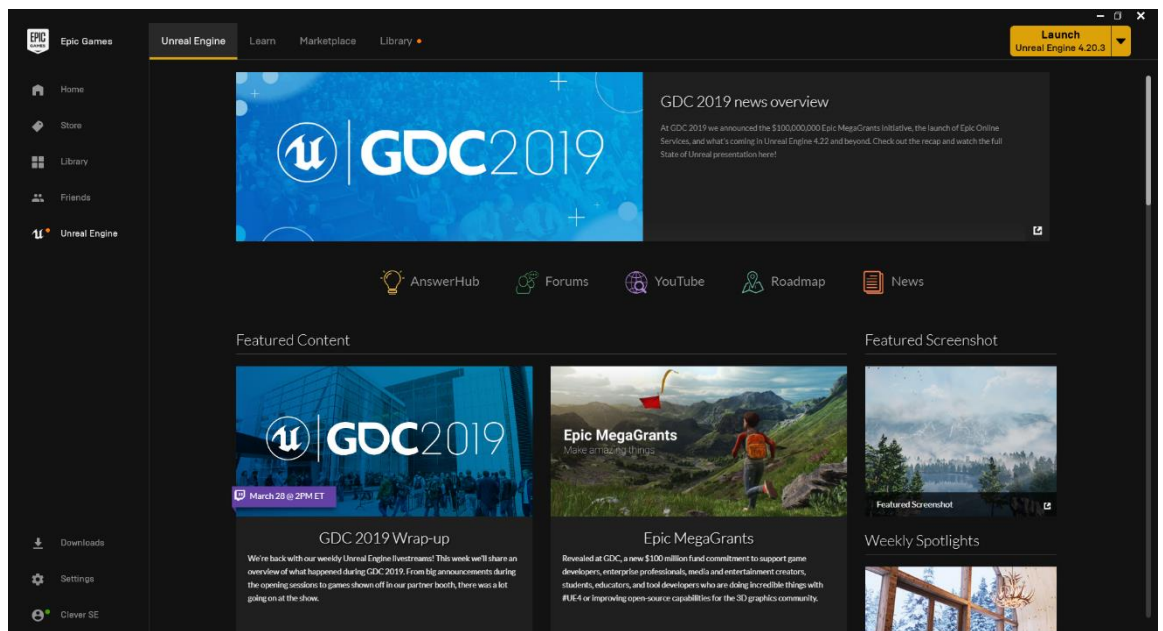 EPIC
GAMES
Epic Games
Unreal Engine
Learn
Marketplace
Library
Launch
Unreal Engine 4.20.3
Home
Store
Library
Friends
Unreal Engine
Downloads
Settings
Clever SE
GDC2019
GDC 2019 news overview
At GDC 2019 we announced the $100,000,000 Epic MegaGrants initiative, the launch of Epic Online
Services, and what's coming in Unreal Engine 4.22 and beyond. Check out the recap and watch the full
State of Unreal presentation here!
AnswerHub
Forums
YouTube
Roadmap
News
Featured Content
GDC2019
March 28 @ 2PM ET
GDC 2019 Wrap-up
We're back with our weekly Unreal Engine livestreams! This week we'll share an
overview of what happened during GDC 2019. From big announcements during
the opening sessions to games shown off in our partner booth, there was a lot
going on at the show.
Epic MegaGrants
Make amazing things
Epic MegaGrants
Revealed at GDC, a new $100 million fund commitment to support game
developers, enterprise professionals, media and entertainment creators,
students, educators, and tool developers who are doing incredible things with
#UE4 or improving open-source capabilities for the 3D graphics community.
Featured Screenshot
Featured Screenshot
Weekly Spotlights